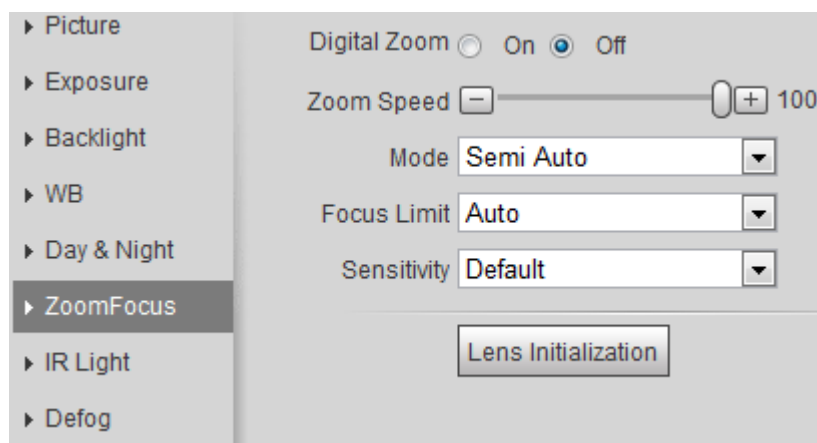 Picture
Exposure
Backlight
WB
Day & Night
ZoomFocus
IR Light
Defog
Digital Zoom On Off
Zoom Speed - + 100
Mode Semi Auto
Focus Limit Auto
Sensitivity Default
Lens Initialization